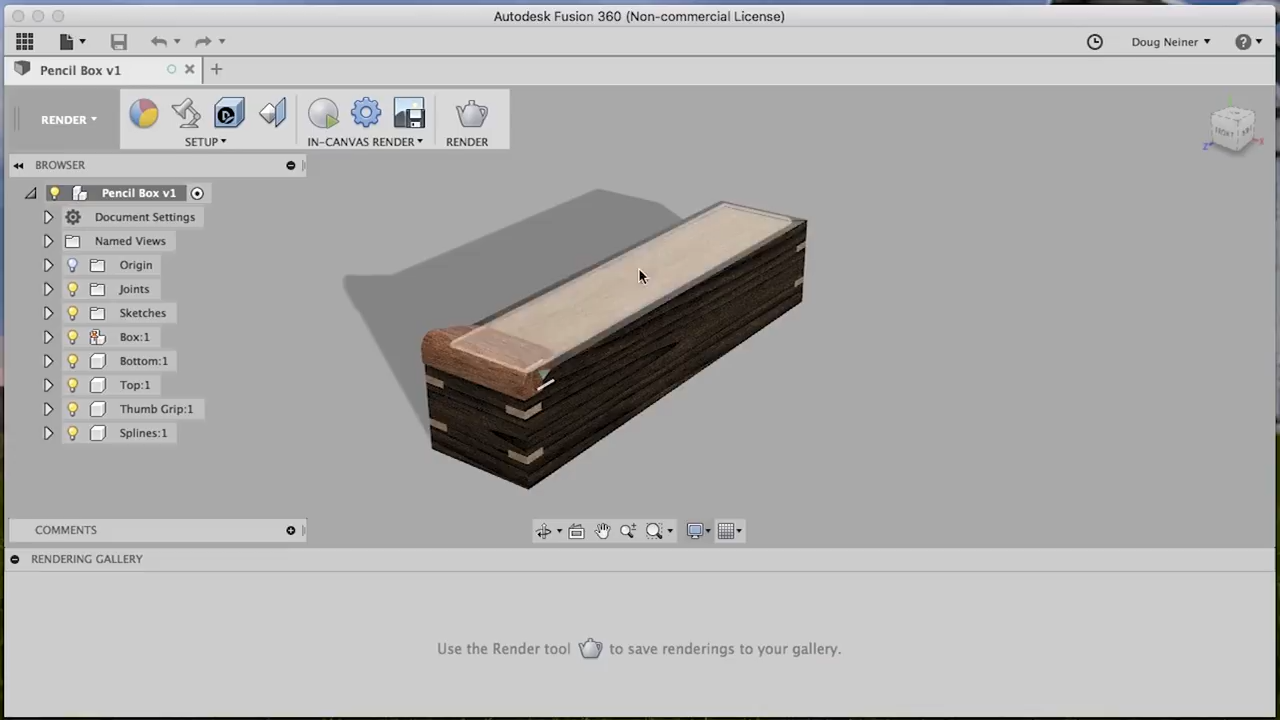 Autodesk Fusion 360 (Non-commercial License)
Doug Neiner
Pencil Box v1
RENDER
SETUP
IN-CANVAS RENDER
RENDER
FRONT
Z
X
BROWSER
Pencil Box v1
Document Settings
Named Views
Origin
Joints
Sketches
Box:1
Bottom:1
Top:1
Thumb Grip:1
Splines:1
COMMENTS
RENDERING GALLERY
Use the Render tool to save renderings to your gallery.